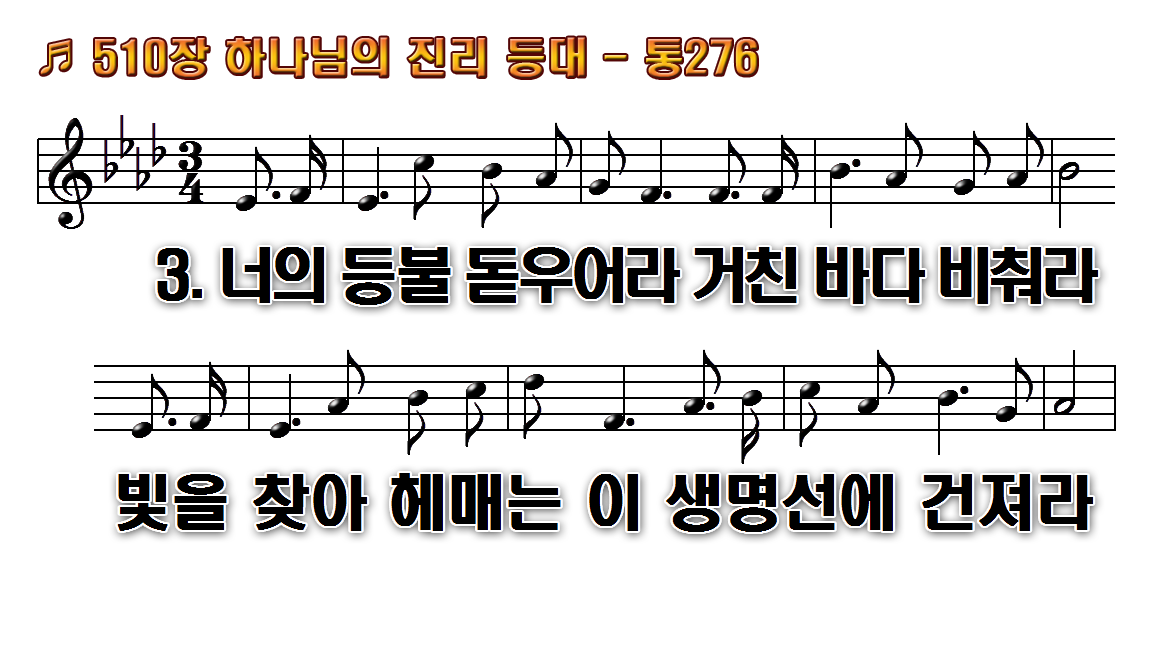 ♬ 510장 하나님의 진리 등대 - 통276
3. 너의 등불 돋우어라 거친 바다 비춰라
빛을 찾아 헤매는 이 생명선에 건져라